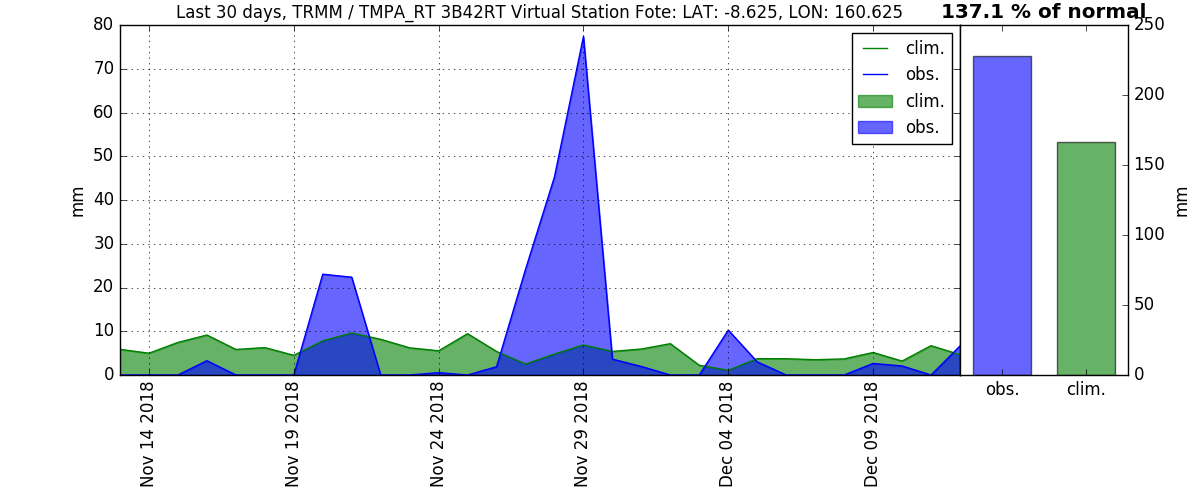 Last 30 days, TRMM / TMPA_RT 3B42RT Virtual Station Fote: LAT: -8.625, LON: 160.625
137.1 % of normal
80
70
60
50
40
30
20
10
0
mm
clim.
obs.
clim.
obs.
250
200
150
100
50
0
mm
obs.
clim.
Nov 14 2018
Nov 19 2018
Nov 24 2018
Nov 29 2018
Dec 04 2018
Dec 09 2018